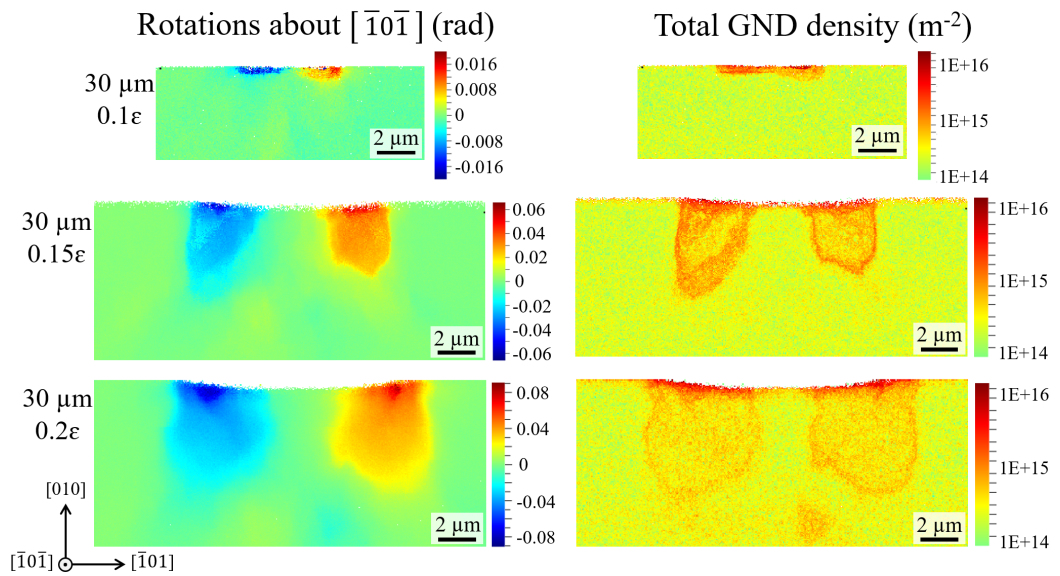 Rotations about [1̅01̅] (rad)
Total GND density (m⁻²)
30 µm
0.1ε
0.016
0.008
0
-0.008
-0.016
2 µm
1E+16
1E+15
1E+14
2 µm
30 µm
0.15ε
0.06
0.04
0.02
0
-0.02
-0.04
-0.06
2 µm
1E+16
1E+15
1E+14
2 µm
30 µm
0.2ε
0.08
0.04
0
-0.04
-0.08
2 µm
1E+16
1E+15
1E+14
2 µm
[010]
[1̅01̅]
[1̅01]